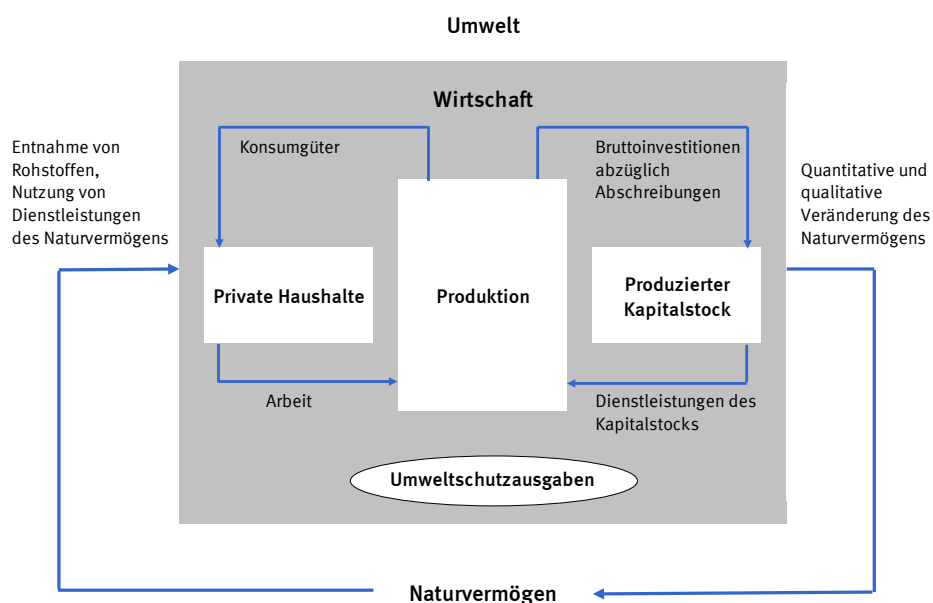 Umwelt
Wirtschaft
Entnahme von
Rohstoffen,
Nutzung von
Dienstleistungen
des Naturvermögens
Konsumgüter
Bruttoinvestitionen
abzüglich
Abschreibungen
Quantitative und
qualitative
Veränderung des
Naturvermögens
Private Haushalte
Produktion
Produzierter
Kapitalstock
Arbeit
Dienstleistungen des
Kapitalstocks
Umweltschutzausgaben
Naturvermögen